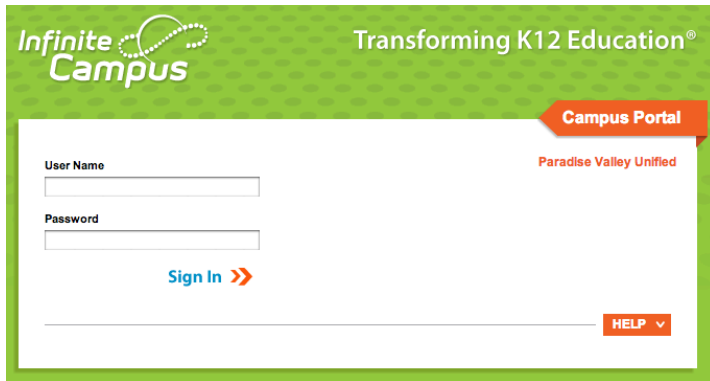 Infinite
Campus
Transforming K12 Education®
Campus Portal
Paradise Valley Unified
User Name
Password
Sign In
HELP